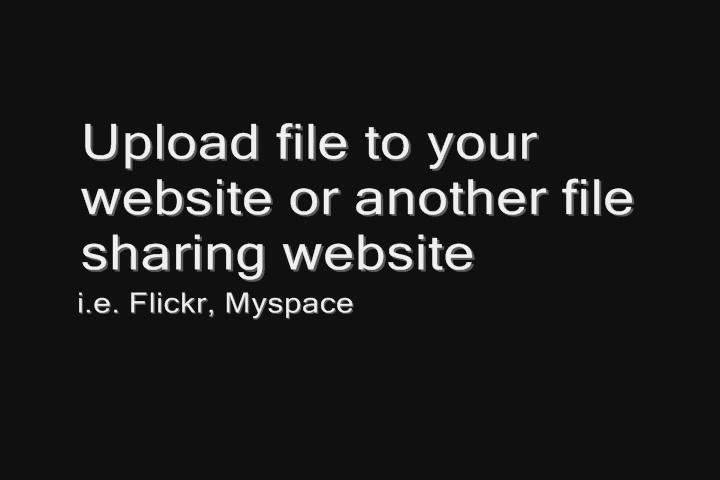 Upload file to your
website or another file
sharing website
i.e. Flickr, Myspace